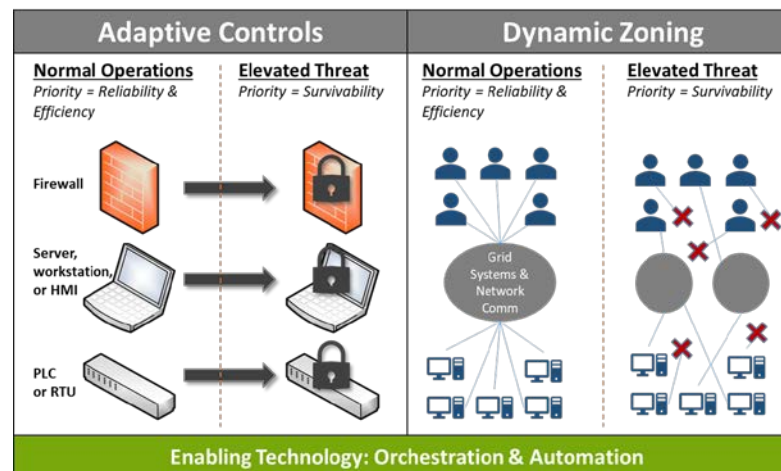 Adaptive Controls
Normal Operations
Priority = Reliability &
Efficiency
Elevated Threat
Priority = Survivability
Firewall
Server,
workstation,
or HMI
PLC
or RTU
Dynamic Zoning
Normal Operations
Priority = Reliability &
Efficiency
Elevated Threat
Priority = Survivability
Grid
Systems &
Network
Comm
Enabling Technology: Orchestration & Automation